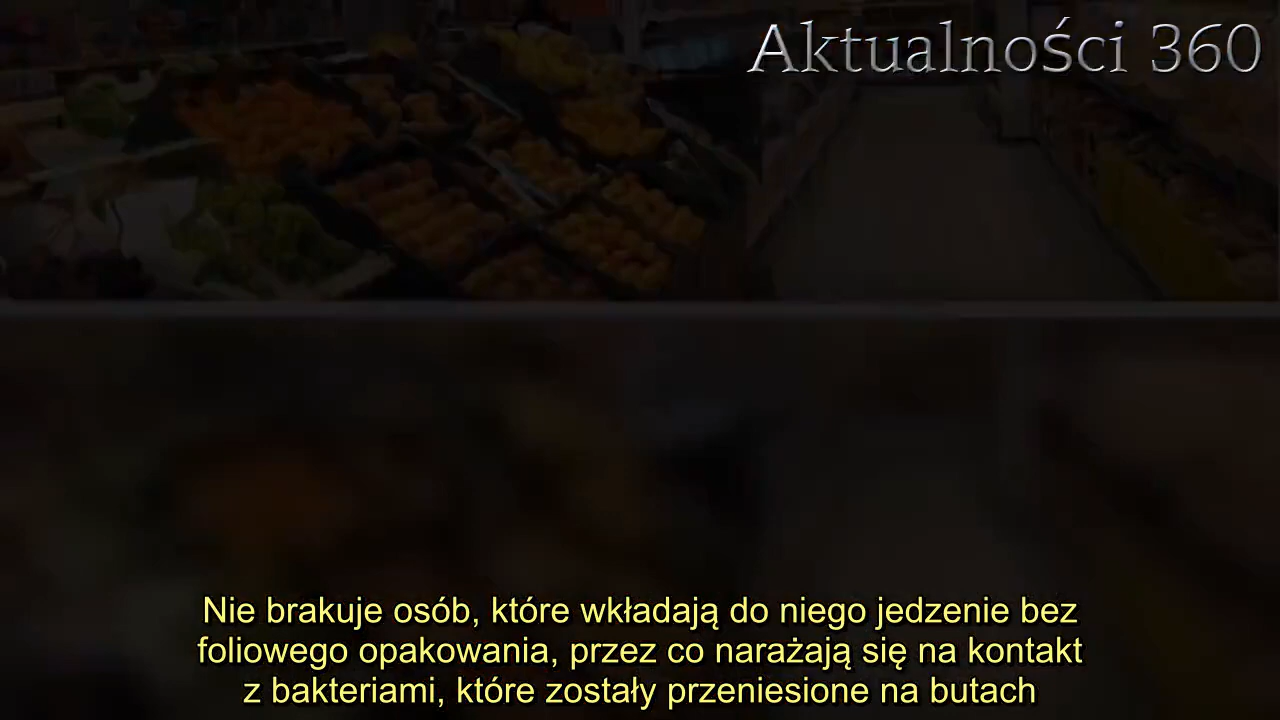 Aktualności 360
Nie brakuje osób, które wkładają do niego jedzenie bez
foliowego opakowania, przez co narażają się na kontakt
z bakteriami, które zostały przeniesione na butach